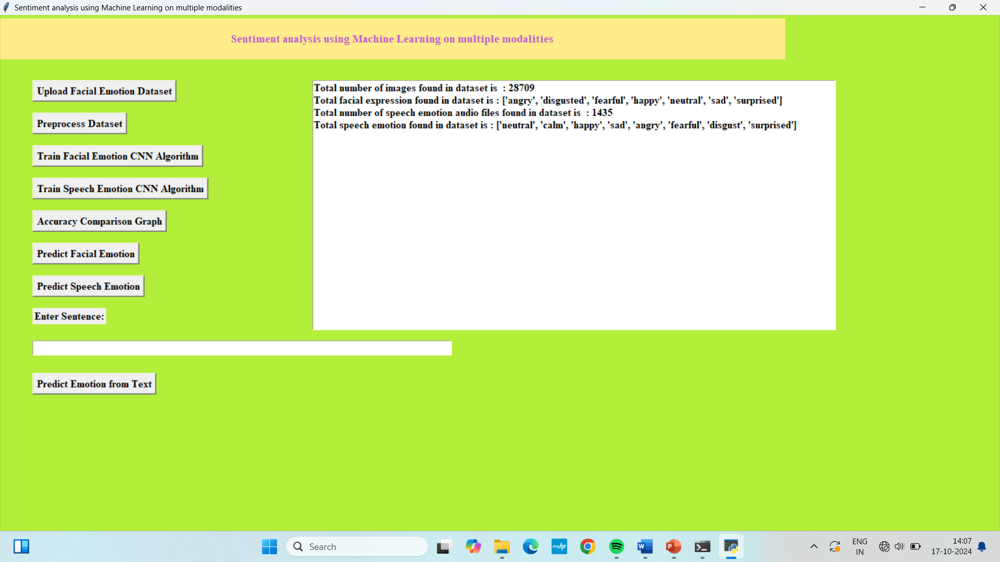 Sentiment analysis using Machine Learning on multiple modalities
Sentiment analysis using Machine Learning on multiple modalities
Upload Facial Emotion Dataset
Preprocess Dataset
Train Facial Emotion CNN Algorithm
Train Speech Emotion CNN Algorithm
Accuracy Comparison Graph
Predict Facial Emotion
Predict Speech Emotion
Enter Sentence:
Predict Emotion from Text
Total number of images found in dataset is  : 28709
Total facial expression found in dataset is : ['angry', 'disgusted', 'fearful', 'happy', 'neutral', 'sad', 'surprised']
Total number of speech emotion audio files found in dataset is  : 1435
Total speech emotion found in dataset is : ['neutral', 'calm', 'happy', 'sad', 'angry', 'fearful', 'disgust', 'surprised']
Search
myhp
W
P
ENG
IN
14:07
17-10-2024